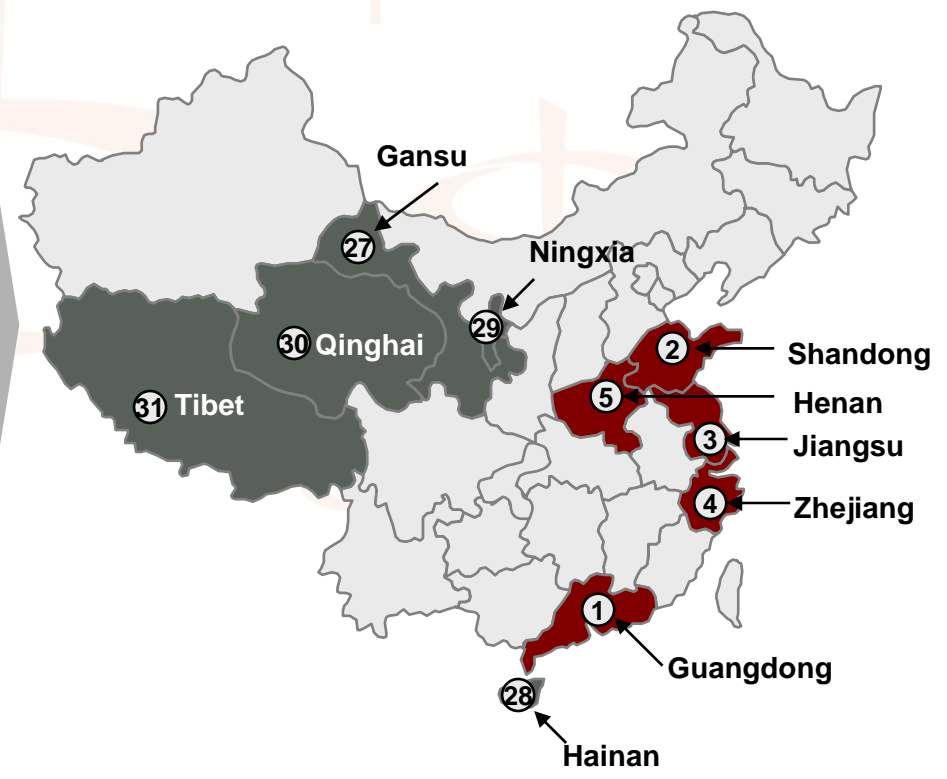 Gansu
27
Ningxia
29
30 Qinghai
2
Shandong
31 Tibet
5
Henan
3
Jiangsu
4
Zhejiang
1
Guangdong
28
Hainan